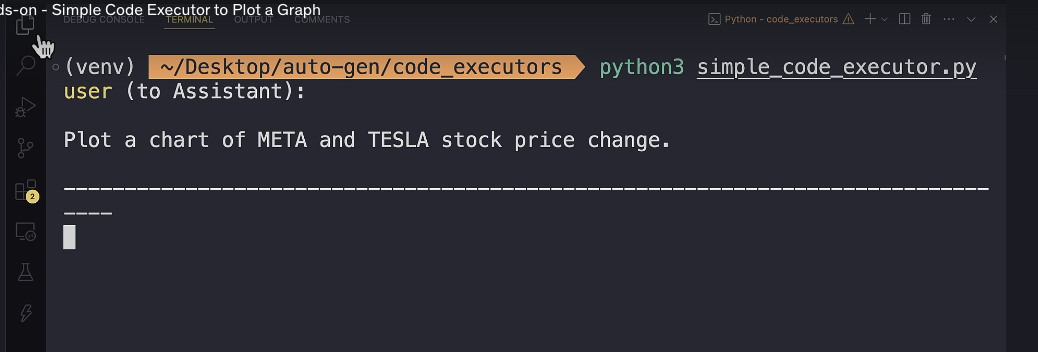 ds-on - Simple Code Executor to Plot a Graph
DEBUG CONSOLE TERMINAL OUTPUT COMMENTS
Python - code_executors
(venv) ~/Desktop/auto-gen/code_executors python3 simple_code_executor.py
user (to Assistant):
Plot a chart of META and TESLA stock price change.
--------------------------------------------------------------------------------
2